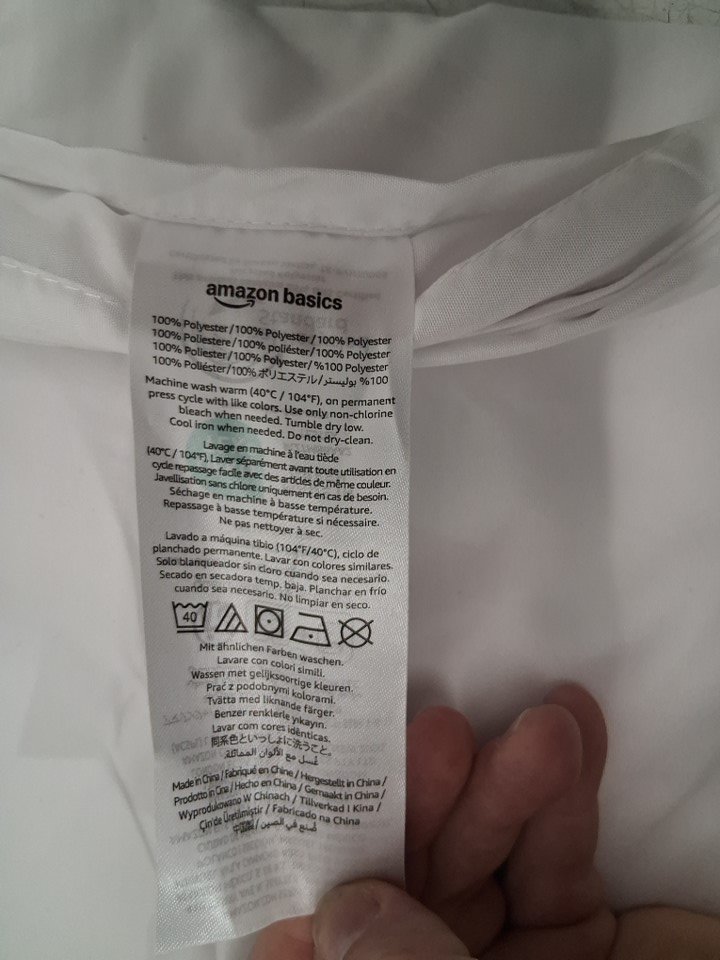 amazon basics
100% Polyester/100% Polyester/100% Polyester
100% Poliestere/100% poliéster/100% Polyester
100% Poliester/100% Polyester/%100 Polyester
100% Poliéster/100% ポリエステル/بوليستر %100
Machine wash warm (40°C / 104°F), on permanent
press cycle with like colors. Use only non-chlorine
bleach when needed. Tumble dry low.
Cool iron when needed. Do not dry-clean.
Lavage en machine à l'eau tiède
(40°C / 104°F), Laver séparément avant toute utilisation en
cycle repassage facile avec des articles de même couleur.
Javellisation sans chlore uniquement en cas de besoin.
Séchage en machine à basse température.
Repassage à basse température si nécessaire.
Ne pas nettoyer à sec.
Lavado a máquina tibio (104°F/40°C), ciclo de
planchado permanente. Lavar con colores similares.
Solo blanqueador sin cloro cuando sea necesario.
Secado en secadora temp. baja. Planchar en frío
cuando sea necesario. No limpiar en seco.
40
Mit ähnlichen Farben waschen.
Lavare con colori simili.
Wassen met gelijksoortige kleuren.
Prać z podobnymi kolorami.
Tvätta med liknande färger.
Benzer renklerle yıkayın.
Lavar com cores idênticas.
同系色といっしょに洗うこと。
غسل مع الألوان المماثلة.
Made in China / Fabriqué en Chine / Hergestellt in China /
Prodotto in Cina / Hecho en China / Gemaakt in China /
Wyprodukowano W Chinach / Tillverkad I Kina /
Çin'de Üretilmiştir / Fabricado na China
中国製 / صُنع في الصين